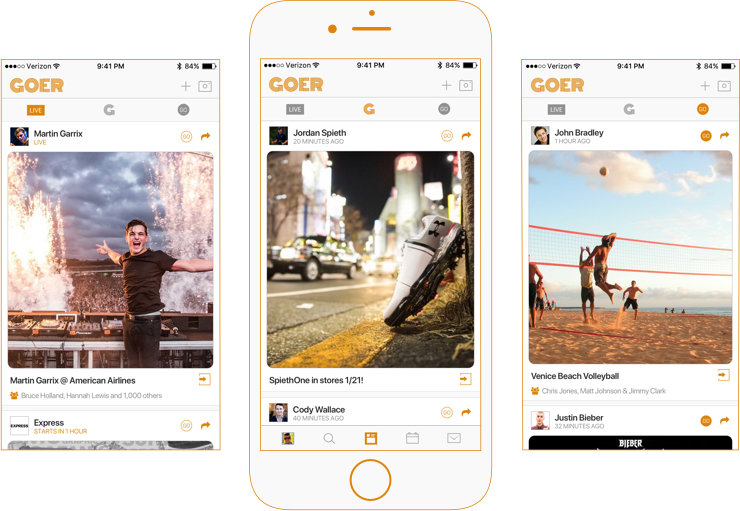 Verizon 9:41 PM 84%
GOER
LIVE G GO
Martin Garrix
LIVE
GO
Martin Garrix @ American Airlines
Bruce Holland, Hannah Lewis and 1,000 others
EXPRESS
Express
STARTS IN 1 HOUR
GO
Verizon 9:41 PM 84%
GOER
LIVE G GO
Jordan Spieth
20 MINUTES AGO
GO
SpiethOne in stores 1/21!
Cody Wallace
40 MINUTES AGO
GO
Verizon 9:41 PM 84%
GOER
LIVE G GO
John Bradley
1 HOUR AGO
GO
Venice Beach Volleyball
Chris Jones, Matt Johnson & Jimmy Clark
Justin Bieber
32 MINUTES AGO
GO
BIEBER